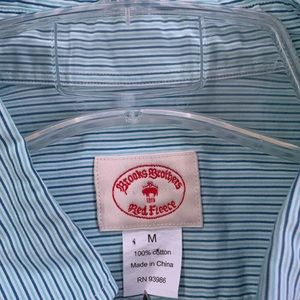 Brooks Brothers
1818
Red Fleece
M
100% cotton
Made in China
RN 93986